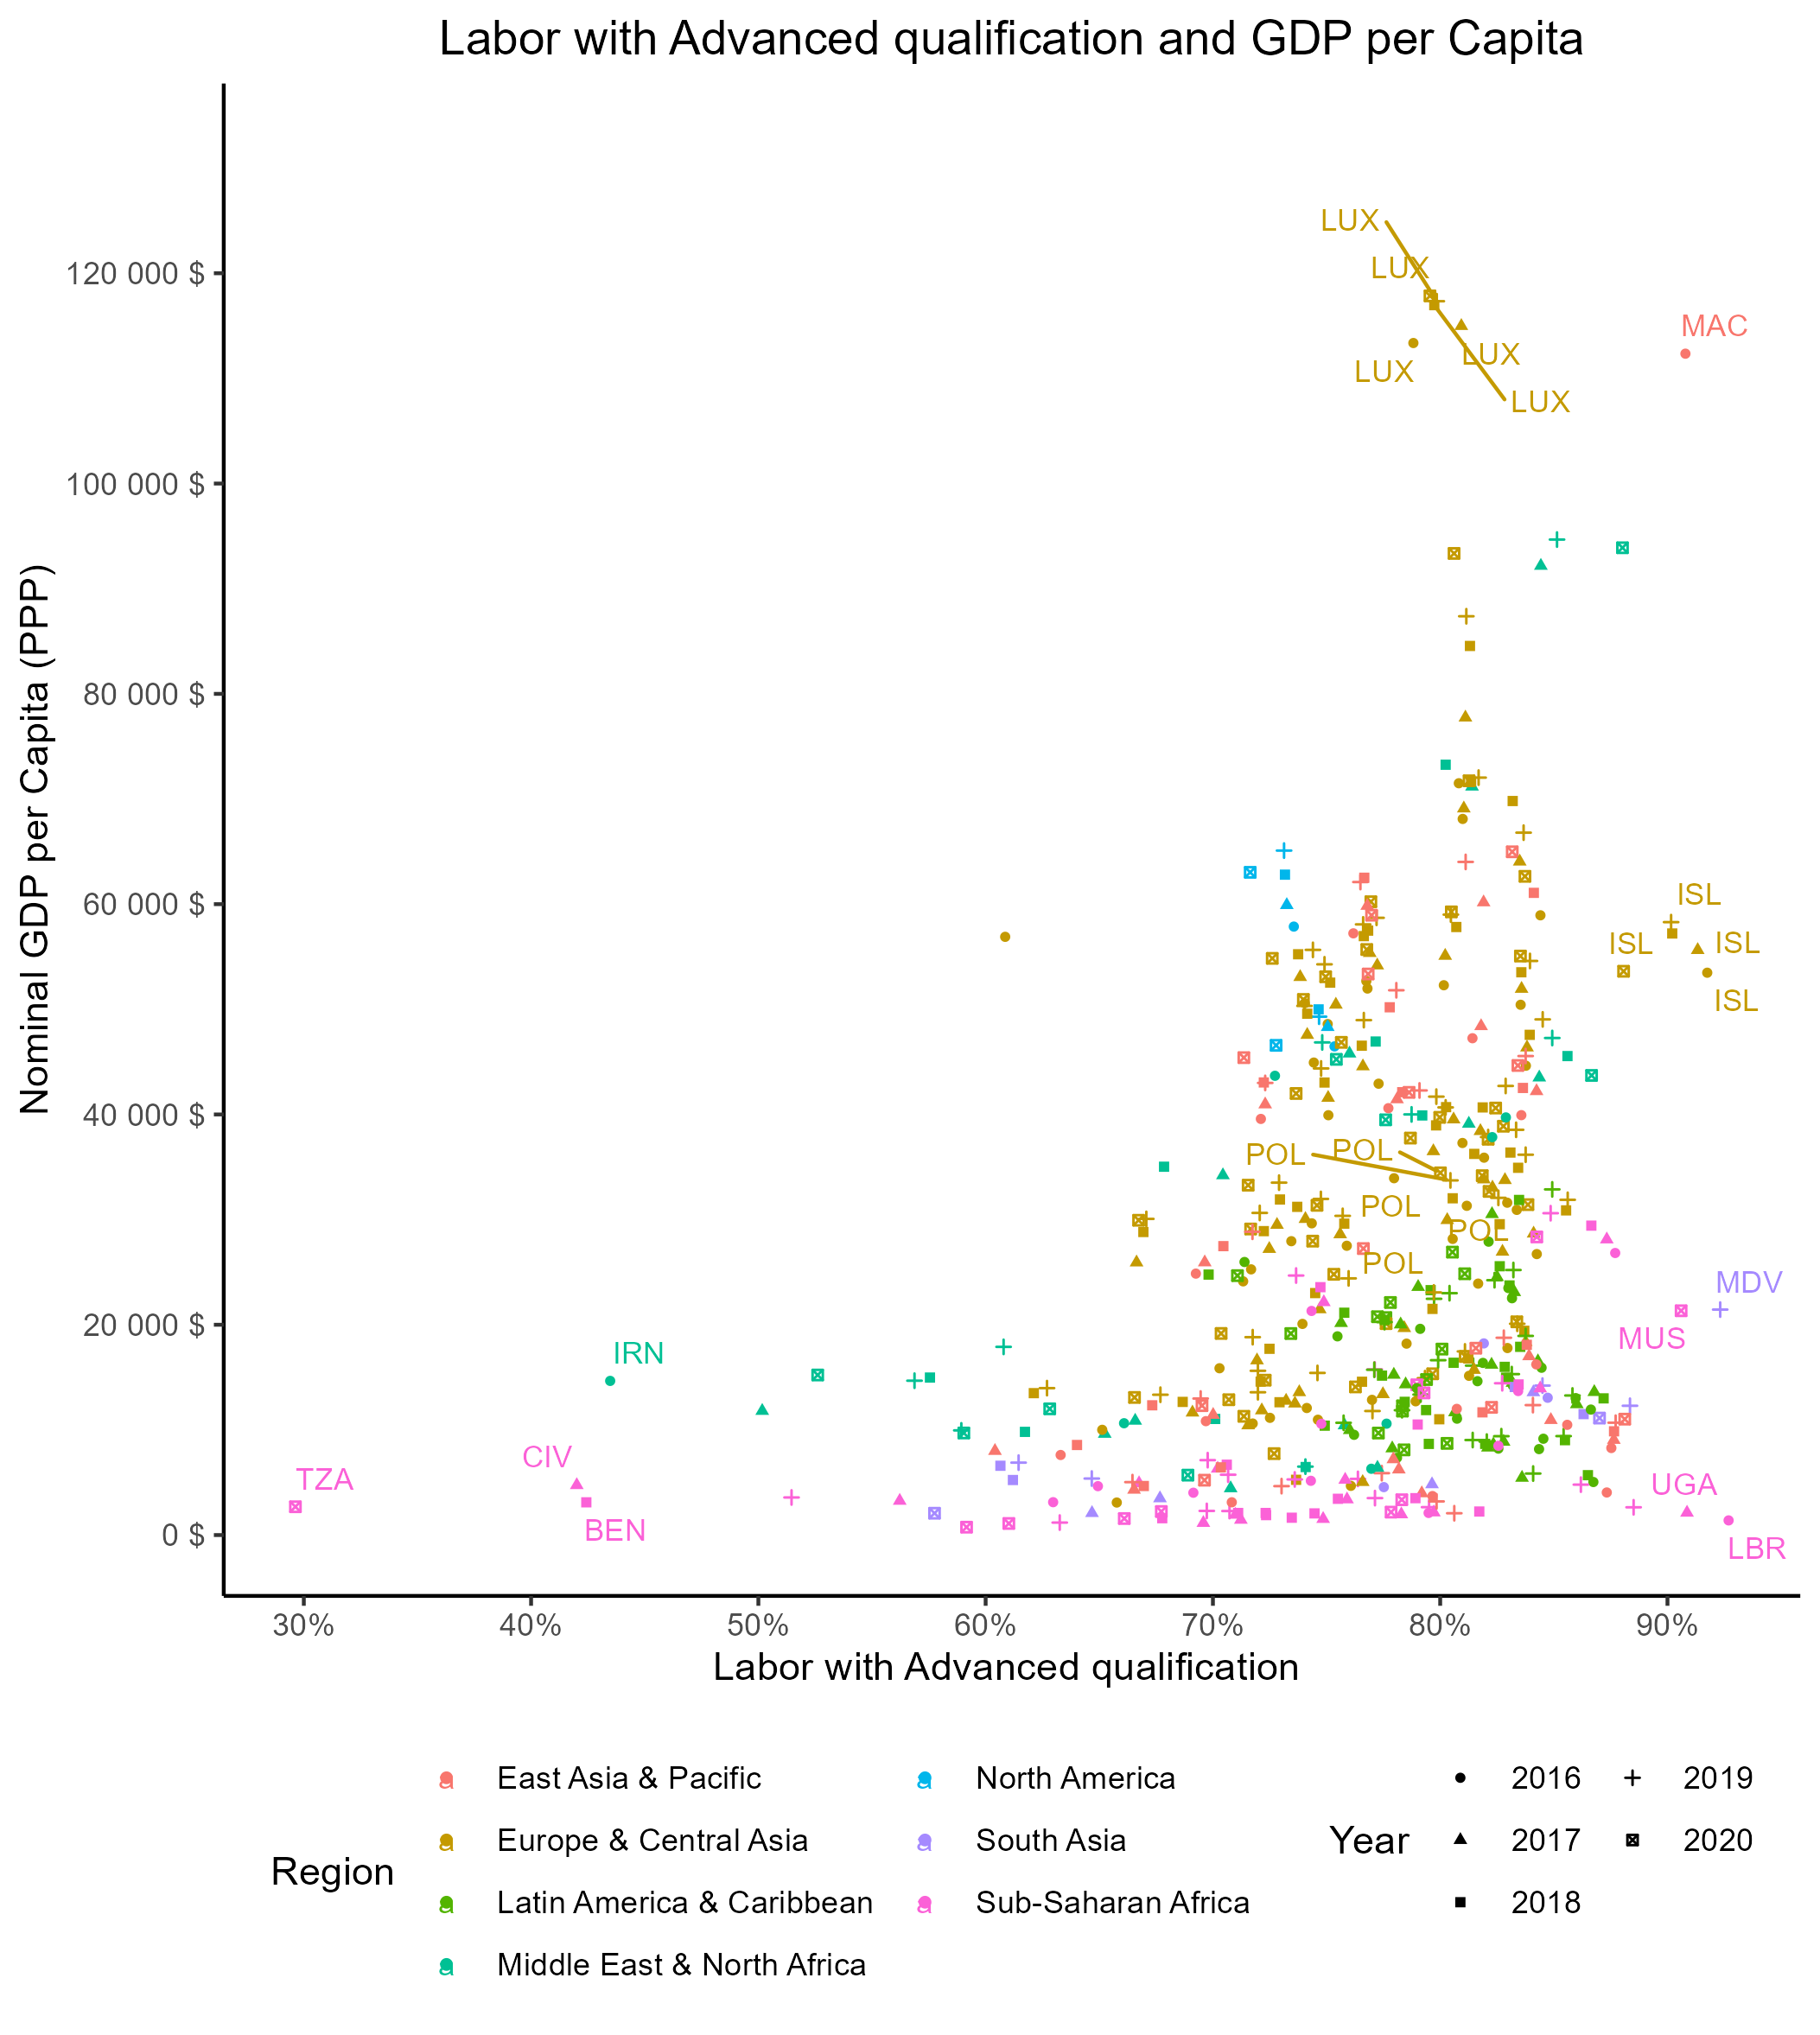 Labor with Advanced qualification and GDP per Capita
Nominal GDP per Capita (PPP)
120 000 $
100 000 $
80 000 $
60 000 $
40 000 $
20 000 $
0 $
LUX
LUX
MAC
LUX
LUX
LUX
ISL
ISL
ISL
ISL
POL
POL
POL
POL
POL
MDV
MUS
IRN
CIV
TZA
UGA
BEN
LBR
30%
40%
50%
60%
70%
80%
90%
Labor with Advanced qualification
Region
a East Asia & Pacific
a Europe & Central Asia
a Latin America & Caribbean
a Middle East & North Africa
a North America
a South Asia
a Sub-Saharan Africa
Year
2016
2017
2018
2019
2020